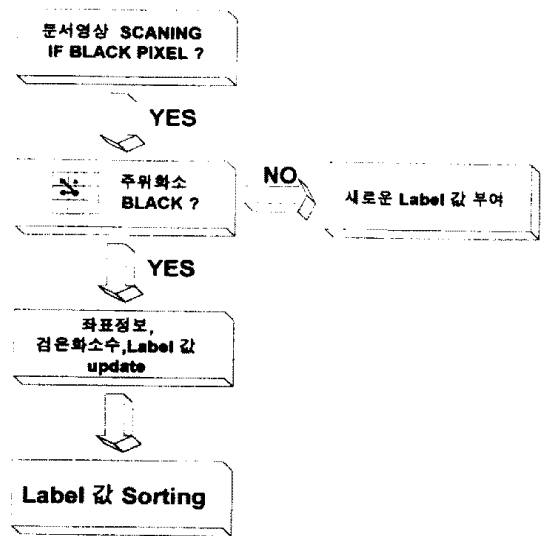 문서영상 SCANING
IF BLACK PIXEL ?
YES
주위화소
BLACK ?
NO
새로운 Label 값 부여
YES
좌표정보,
검은화소수,Label 값
update
Label 값 Sorting